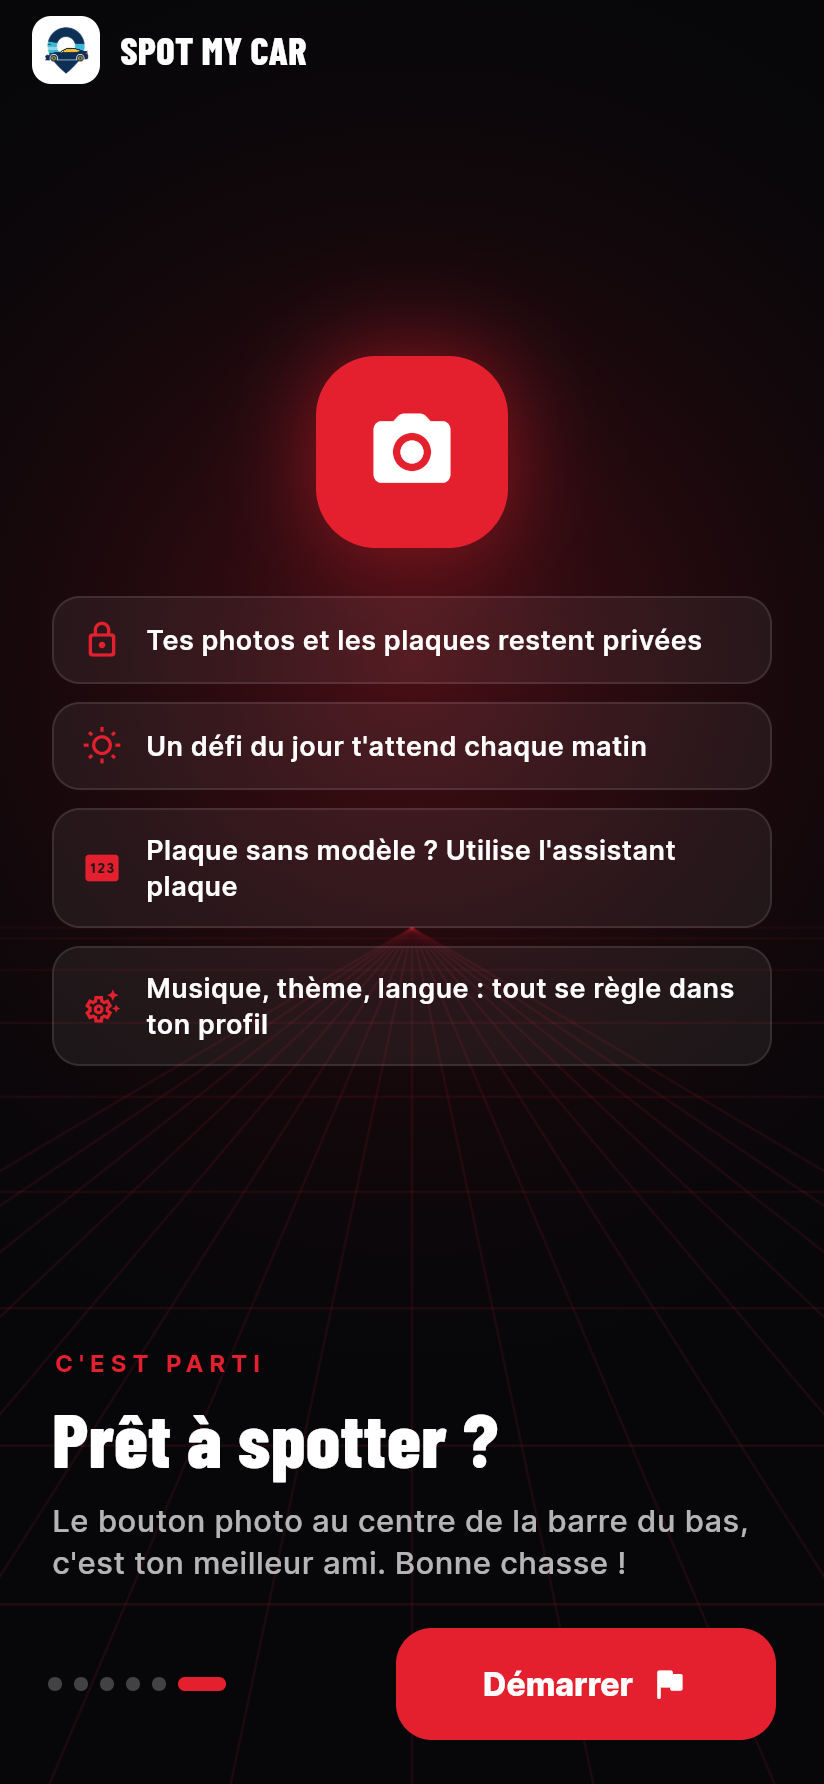 SPOT MY CAR
Tes photos et les plaques restent privées
Un défi du jour t'attend chaque matin
123
Plaque sans modèle ? Utilise l'assistant
plaque
Musique, thème, langue : tout se règle dans
ton profil
C'EST PARTI
Prêt à spotter ?
Le bouton photo au centre de la barre du bas,
c'est ton meilleur ami. Bonne chasse !
Démarrer